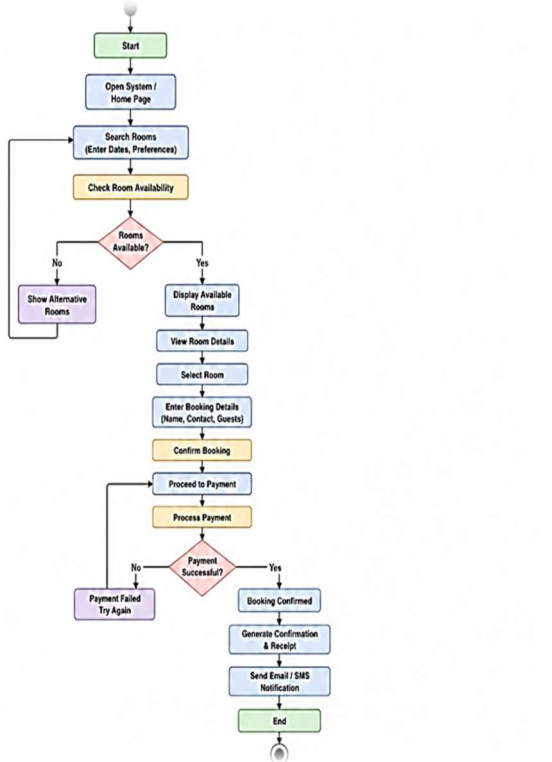 Start
Open System /
Home Page
Search Rooms
(Enter Dates, Preferences)
Check Room Availability
Rooms
Available?
No
Yes
Show Alternative
Rooms
Display Available
Rooms
View Room Details
Select Room
Enter Booking Details
(Name, Contact, Guests)
Confirm Booking
Proceed to Payment
Process Payment
Payment
Successful?
No
Yes
Payment Failed
Try Again
Booking Confirmed
Generate Confirmation
& Receipt
Send Email / SMS
Notification
End